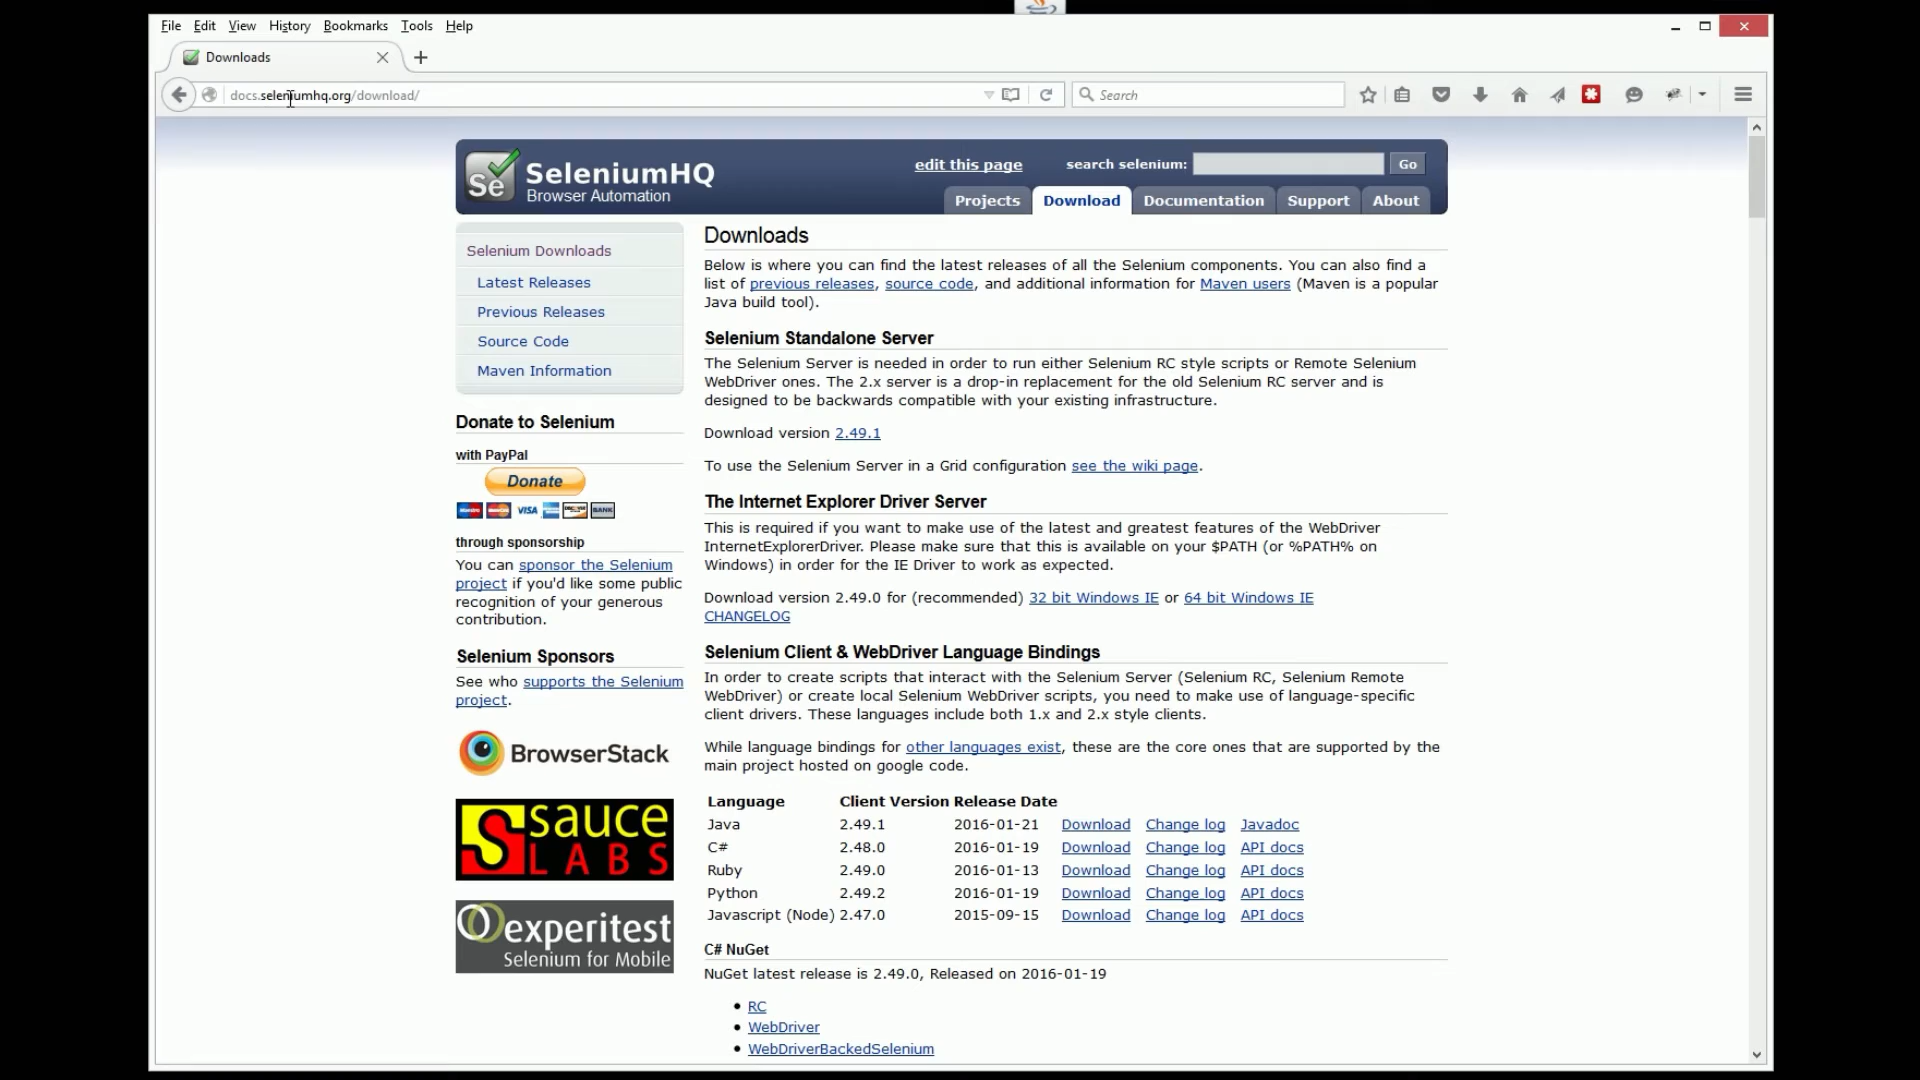 File Edit View History Bookmarks Tools Help
Downloads
docs.seleniumhq.org/download/
Search
Se
SeleniumHQ
Browser Automation
edit this page
search selenium:
Go
Projects
Download
Documentation
Support
About
Selenium Downloads
Latest Releases
Previous Releases
Source Code
Maven Information
Donate to Selenium
with PayPal
Donate
VISA
BANK
through sponsorship
You can sponsor the Selenium
project if you'd like some public
recognition of your generous
contribution.
Selenium Sponsors
See who supports the Selenium
project.
BrowserStack
S sauce
LABS
experitest
Selenium for Mobile
Downloads
Below is where you can find the latest releases of all the Selenium components. You can also find a
list of previous releases, source code, and additional information for Maven users (Maven is a popular
Java build tool).
Selenium Standalone Server
The Selenium Server is needed in order to run either Selenium RC style scripts or Remote Selenium
WebDriver ones. The 2.x server is a drop-in replacement for the old Selenium RC server and is
designed to be backwards compatible with your existing infrastructure.
Download version 2.49.1
To use the Selenium Server in a Grid configuration see the wiki page.
The Internet Explorer Driver Server
This is required if you want to make use of the latest and greatest features of the WebDriver
InternetExplorerDriver. Please make sure that this is available on your $PATH (or %PATH% on
Windows) in order for the IE Driver to work as expected.
Download version 2.49.0 for (recommended) 32 bit Windows IE or 64 bit Windows IE
CHANGELOG
Selenium Client & WebDriver Language Bindings
In order to create scripts that interact with the Selenium Server (Selenium RC, Selenium Remote
WebDriver) or create local Selenium WebDriver scripts, you need to make use of language-specific
client drivers. These languages include both 1.x and 2.x style clients.
While language bindings for other languages exist, these are the core ones that are supported by the
main project hosted on google code.
Language Client Version Release Date
Java 2.49.1 2016-01-21 Download Change log Javadoc
C# 2.48.0 2016-01-19 Download Change log API docs
Ruby 2.49.0 2016-01-13 Download Change log API docs
Python 2.49.2 2016-01-19 Download Change log API docs
Javascript (Node) 2.47.0 2015-09-15 Download Change log API docs
C# NuGet
NuGet latest release is 2.49.0, Released on 2016-01-19
• RC
• WebDriver
• WebDriverBackedSelenium